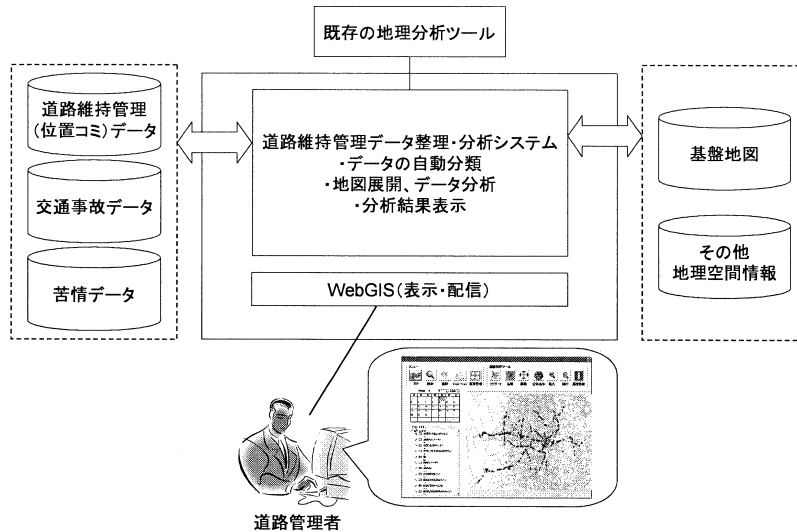 既存の地理分析ツール
道路維持管理
(位置コミ)データ
交通事故データ
苦情データ
道路維持管理データ整理・分析システム
・データの自動分類
・地図展開、データ分析
・分析結果表示
WebGIS(表示・配信)
基盤地図
その他
地理空間情報
道路管理者